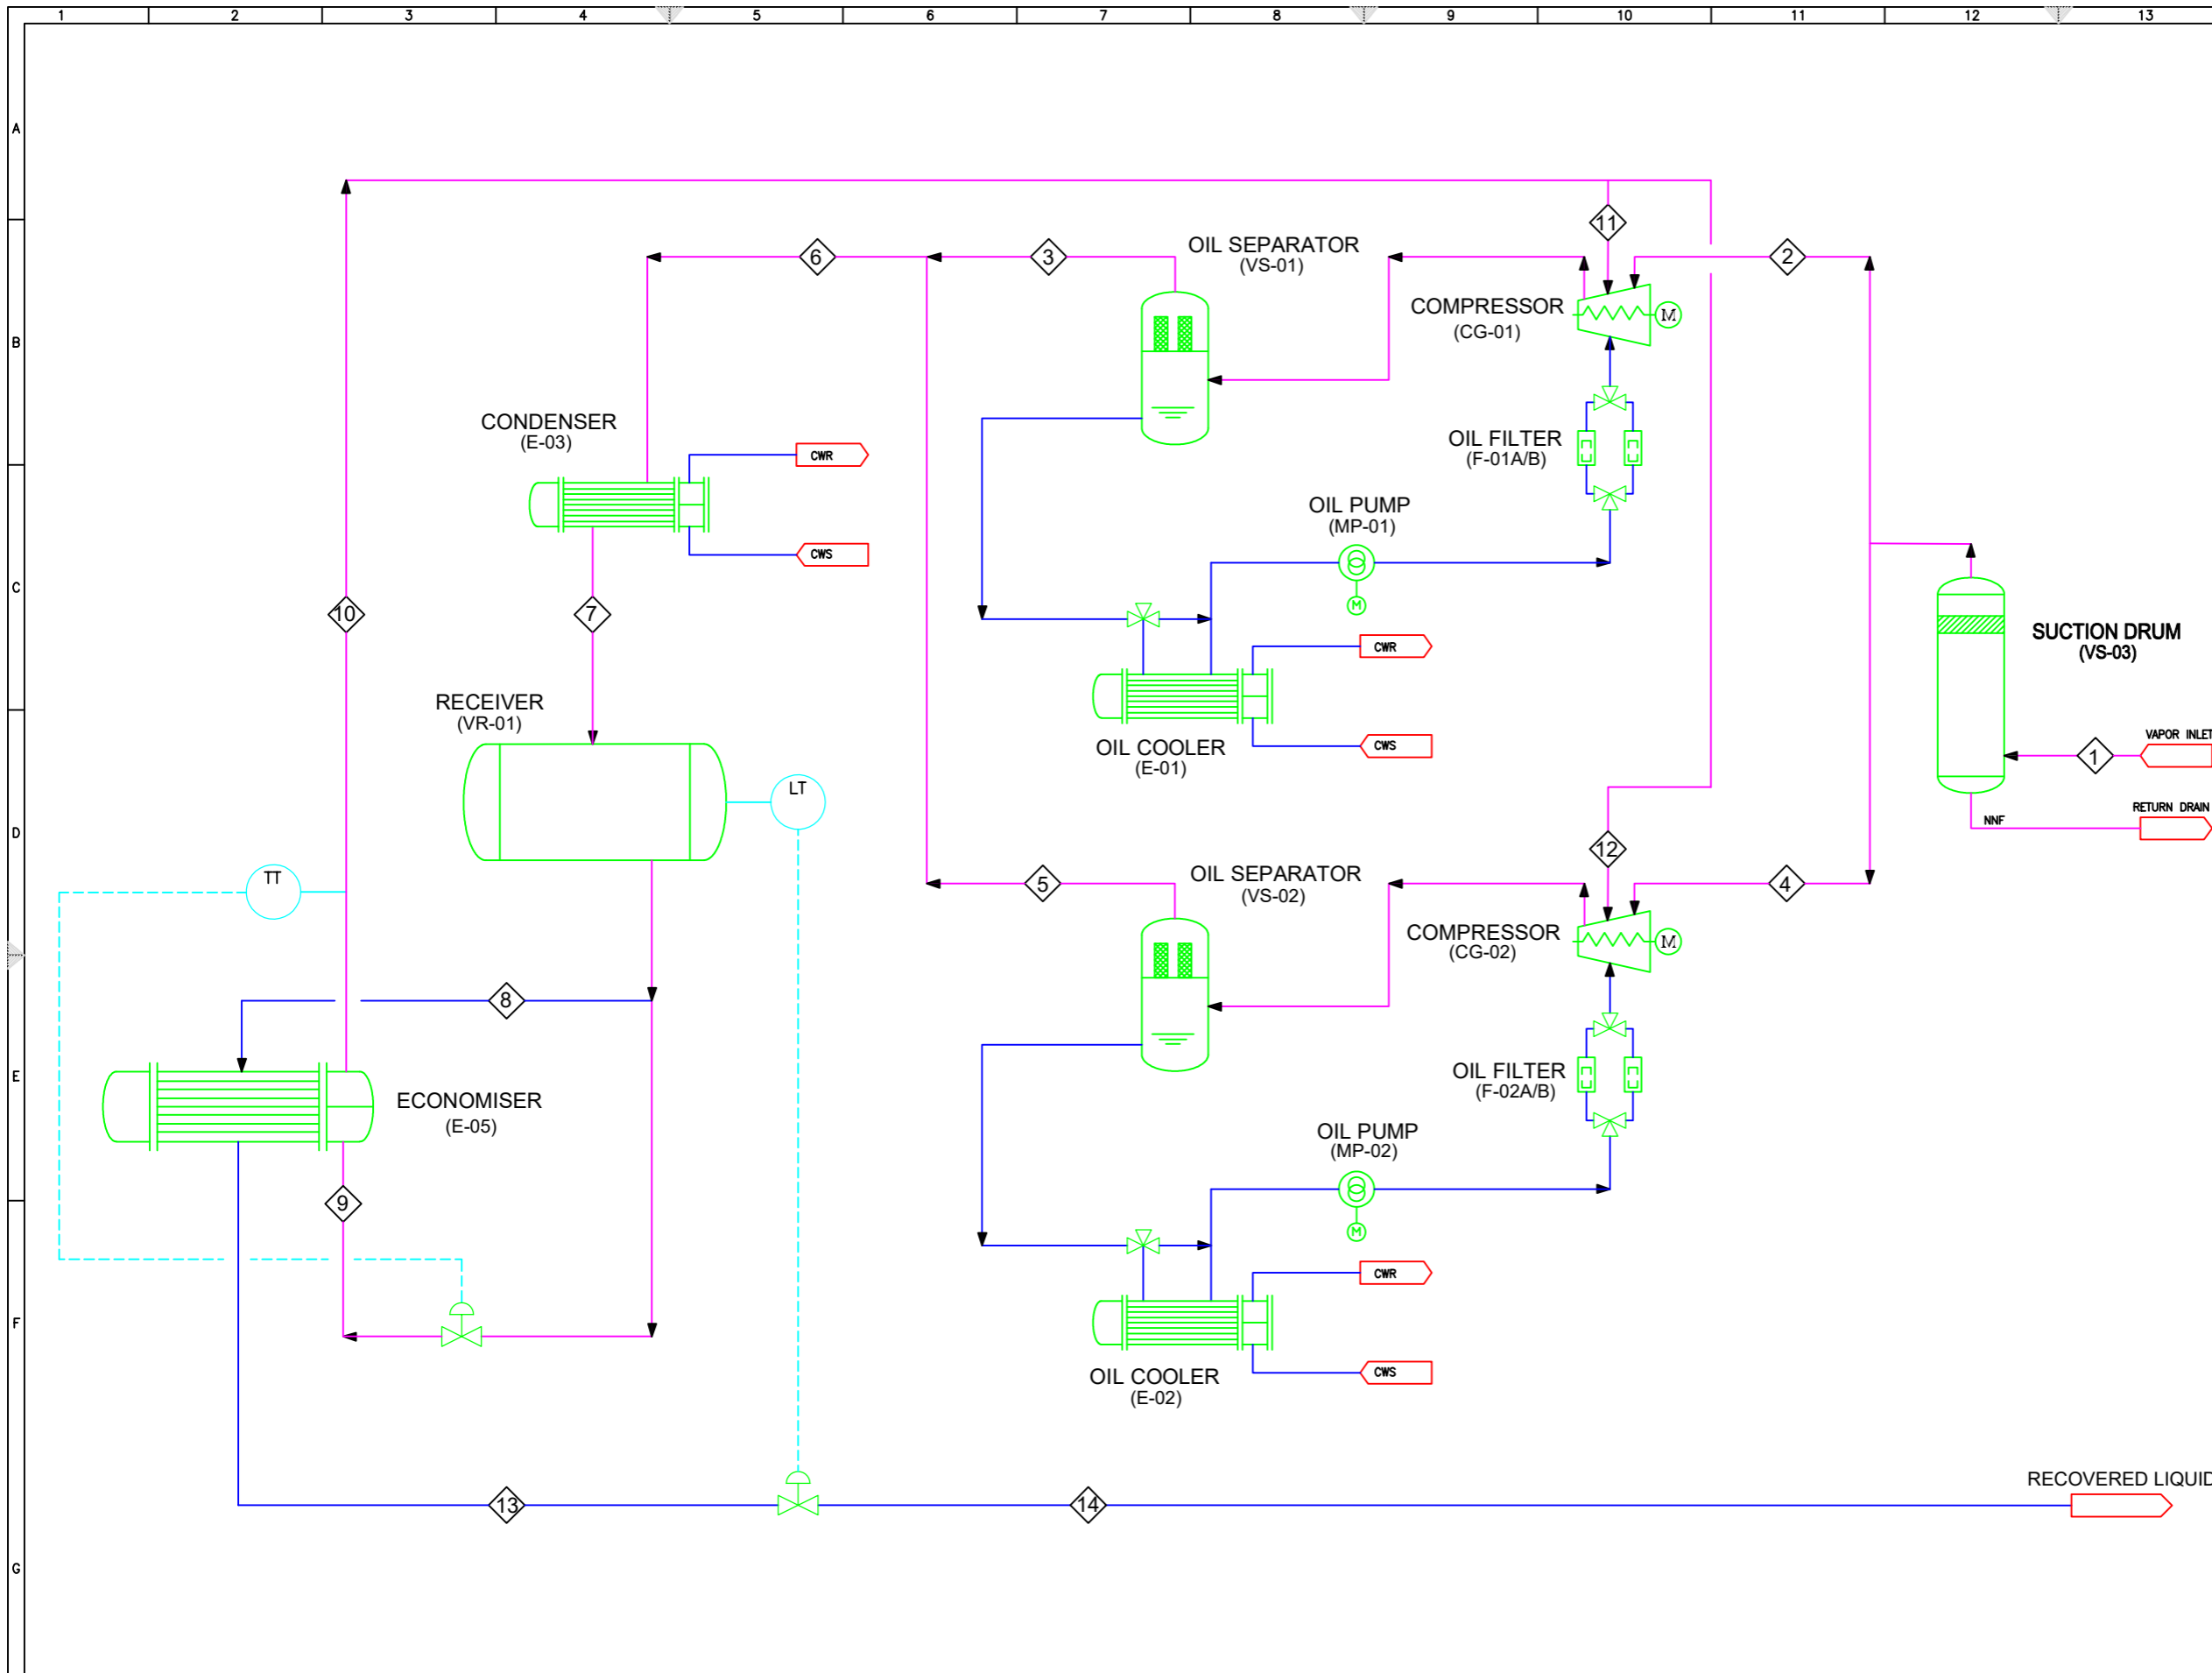 1 2 3 4 5 6 7 8 9 10 11 12 13
A
11
6
3
OIL SEPARATOR
(VS-01)
2
COMPRESSOR
(CG-01)
M
B
CONDENSER
(E-03)
CWR
OIL FILTER
(F-01A/B)
CWS
OIL PUMP
(MP-01)
M
C
10
7
SUCTION DRUM
(VS-03)
CWR
RECEIVER
(VR-01)
OIL COOLER
(E-01)
CWS
1
VAPOR INLET
LT
RETURN DRAIN
NNF
D
12
TT
5
OIL SEPARATOR
(VS-02)
4
COMPRESSOR
(CG-02)
M
8
E
ECONOMISER
(E-05)
OIL FILTER
(F-02A/B)
OIL PUMP
(MP-02)
M
9
CWR
F
OIL COOLER
(E-02)
CWS
RECOVERED LIQUID
13
14
G